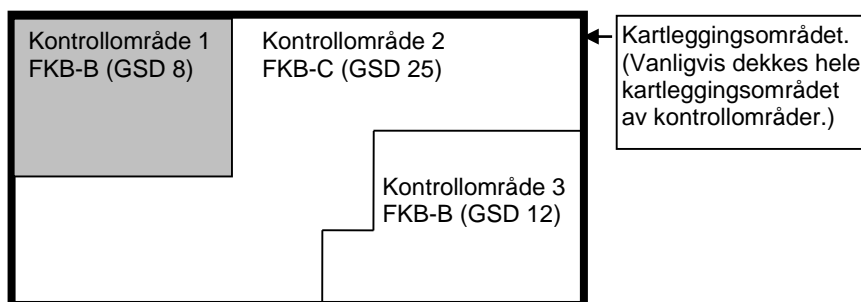 Kontrollområde 1
FKB-B (GSD 8)
Kontrollområde 2
FKB-C (GSD 25)
Kontrollområde 3
FKB-B (GSD 12)
Kartleggingsområdet.
(Vanligvis dekkes hele
kartleggingsområdet
av kontrollområder.)